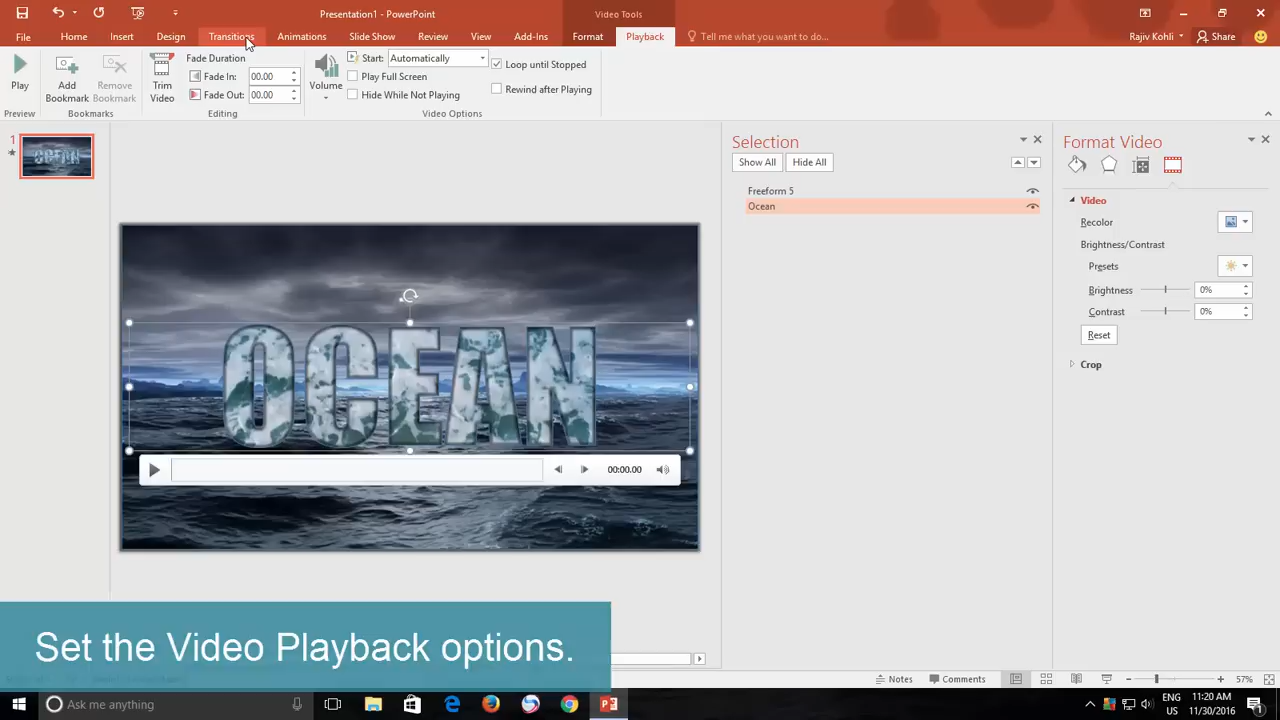 Presentation1 - PowerPoint
Video Tools
Rajiv Kohli
Share
File
Home
Insert
Design
Transitions
Animations
Slide Show
Review
View
Add-Ins
Format
Playback
Tell me what you want to do...
Play
Preview
Add
Bookmark
Remove
Bookmark
Bookmarks
Trim
Video
Fade Duration
Fade In: 00.00
Fade Out: 00.00
Editing
Volume
Start: Automatically
Play Full Screen
Hide While Not Playing
Loop until Stopped
Rewind after Playing
Video Options
1
OCEAN
OCEAN
00:00.00
Selection
Show All
Hide All
Freeform 5
Ocean
Format Video
Video
Recolor
Brightness/Contrast
Presets
Brightness 0%
Contrast 0%
Reset
Crop
Set the Video Playback options.
Notes
Comments
57%
Ask me anything
ENG
US
11:20 AM
11/30/2016
1